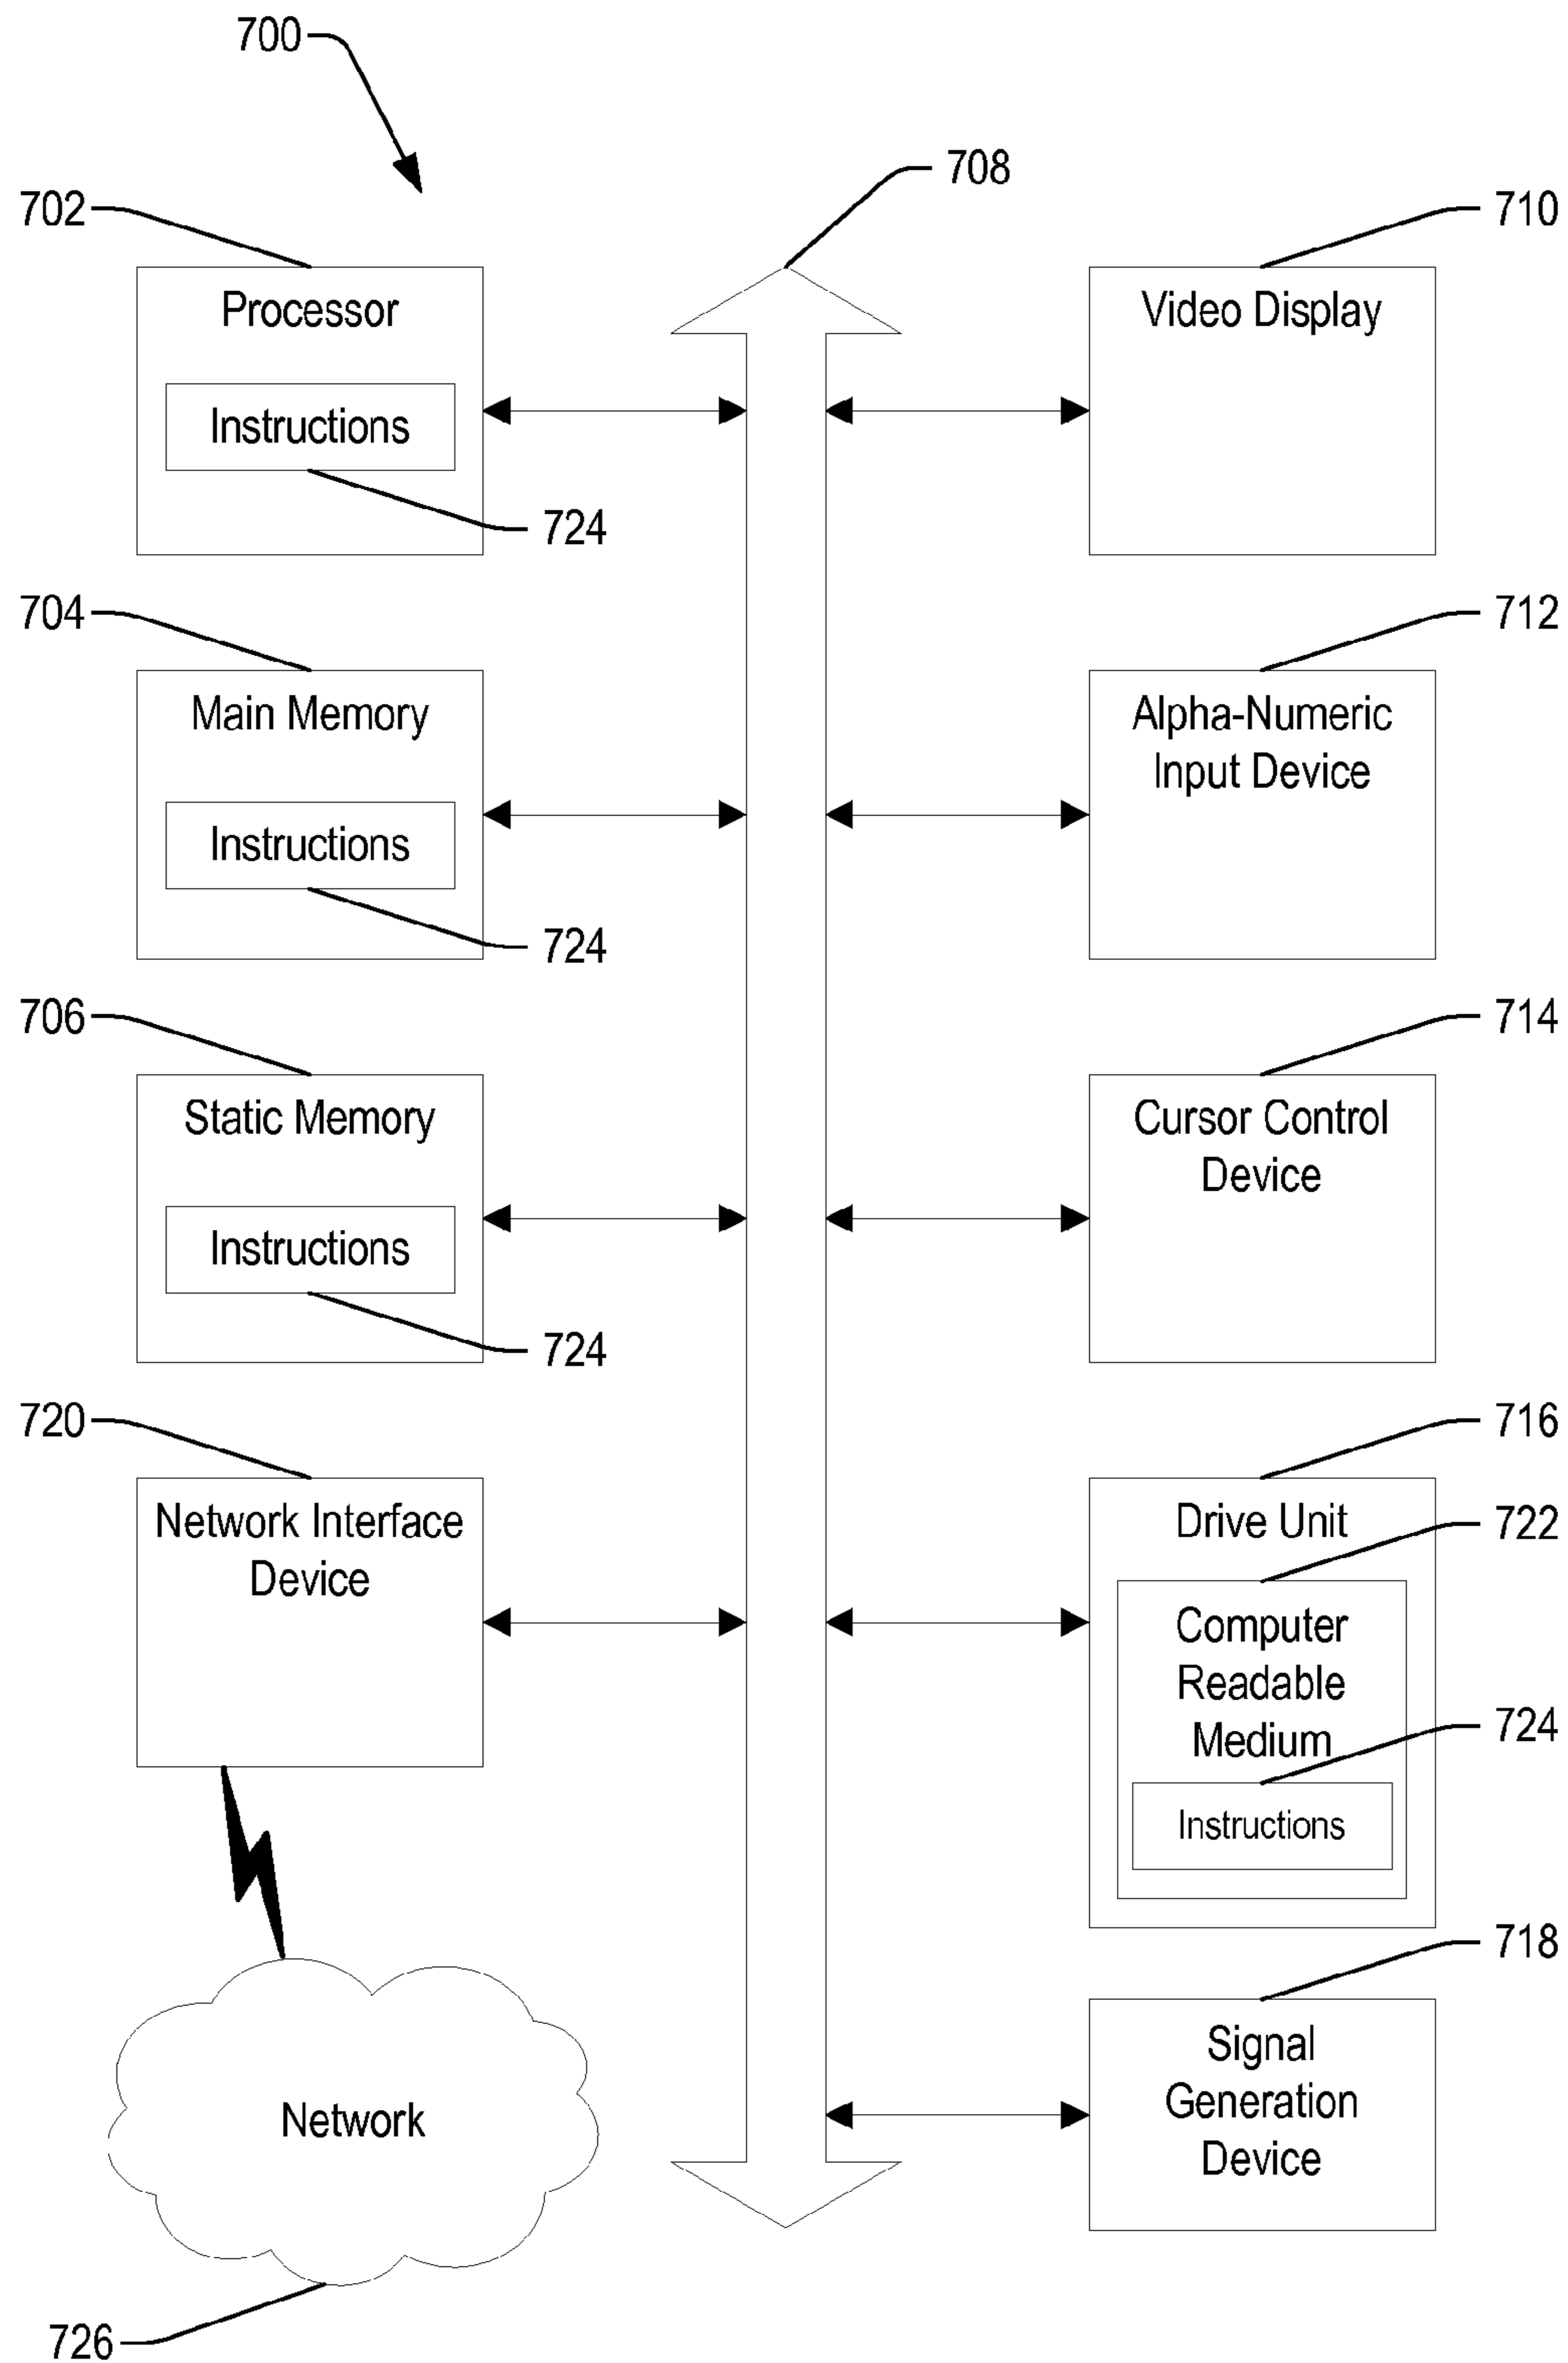 700
708
702
Processor
Instructions
724
704
Main Memory
Instructions
724
706
Static Memory
Instructions
724
720
Network Interface
Device
Network
726
710
Video Display
712
Alpha-Numeric
Input Device
714
Cursor Control
Device
716
Drive Unit
722
Computer
Readable
Medium
724
Instructions
718
Signal
Generation
Device